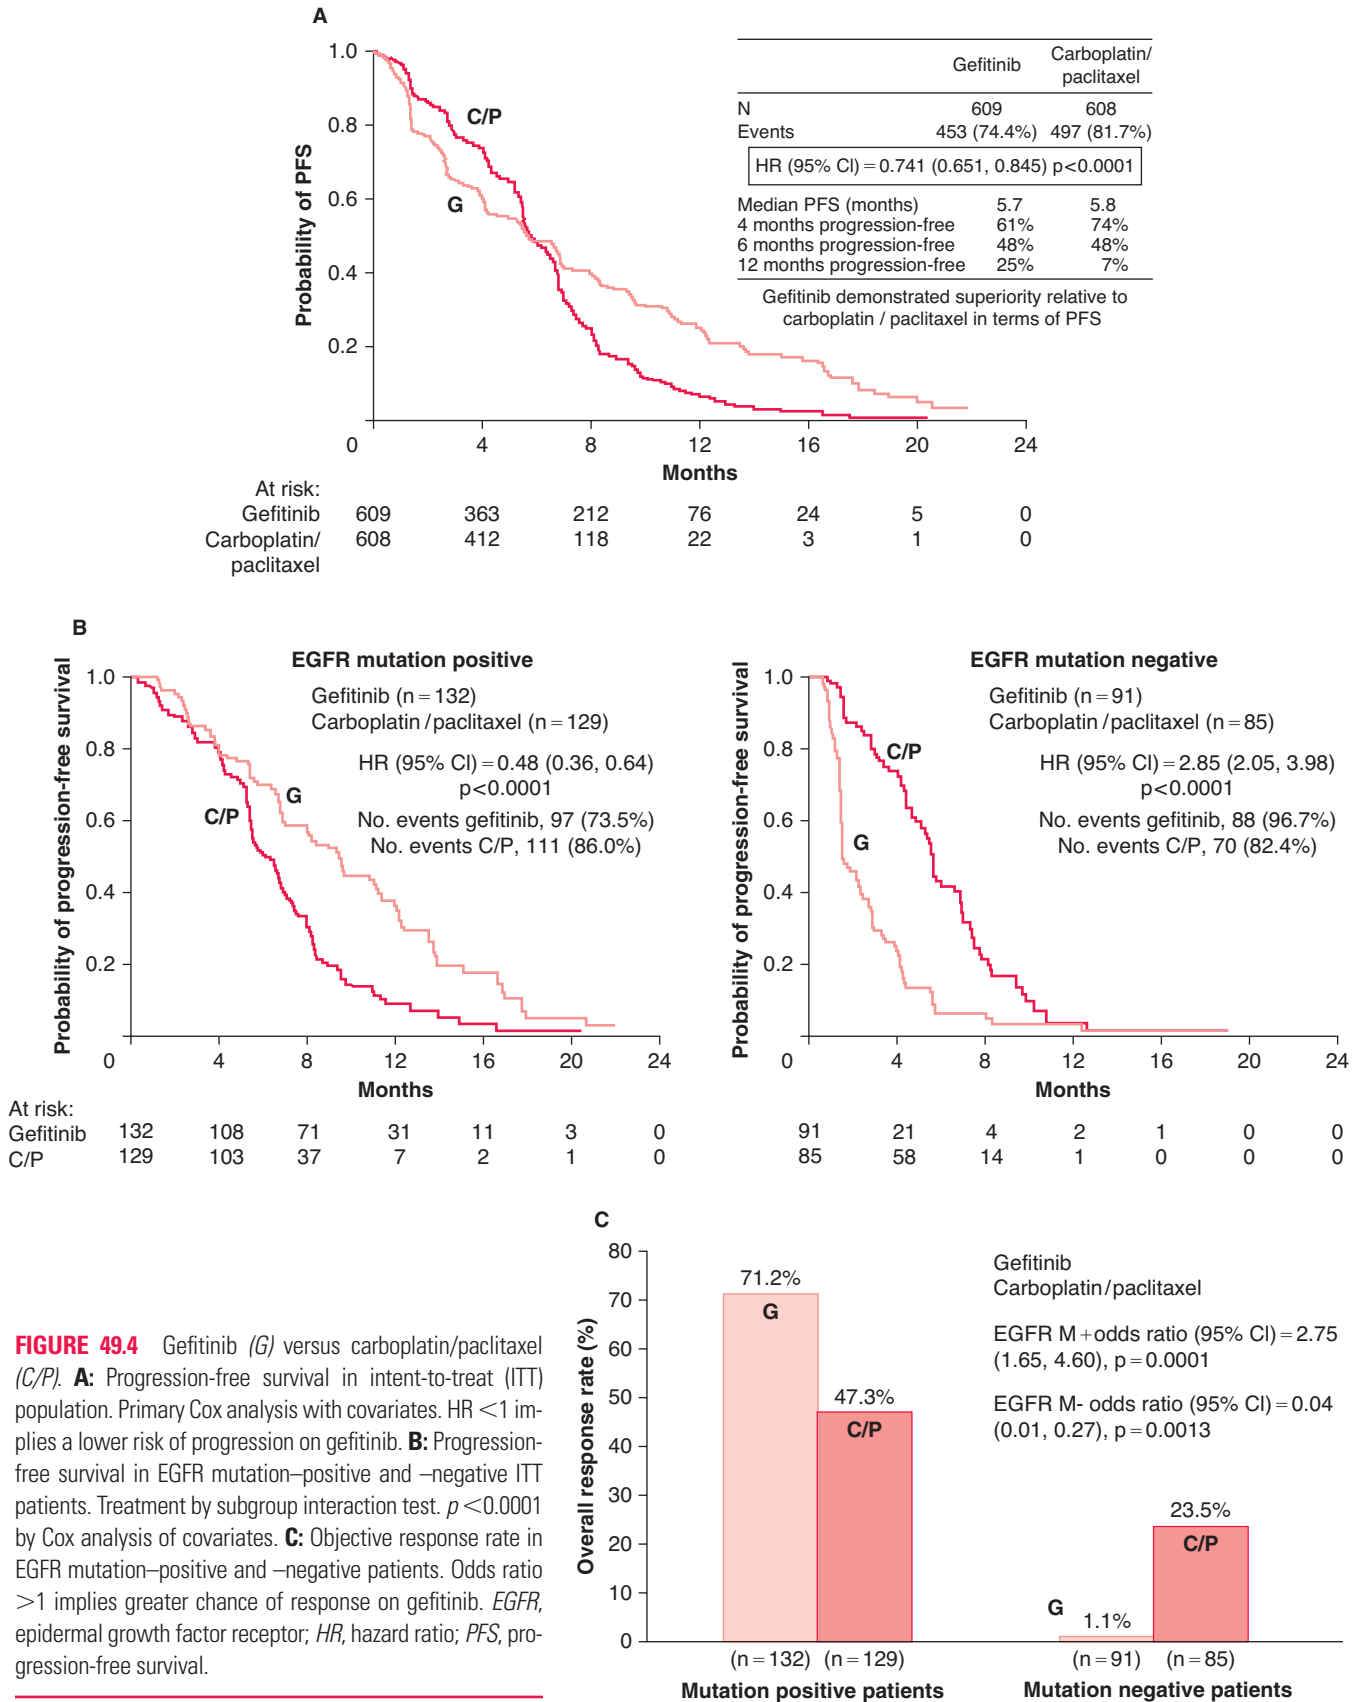 A
Probability of PFS
1.0
0.8
0.6
0.4
0.2
C/P
G
0 4 8 12 16 20 24
Months
Gefitinib Carboplatin/
paclitaxel
N 609 608
Events 453 (74.4%) 497 (81.7%)
HR (95% CI) = 0.741 (0.651, 0.845) p<0.0001
Median PFS (months) 5.7 5.8
4 months progression-free 61% 74%
6 months progression-free 48% 48%
12 months progression-free 25% 7%
Gefitinib demonstrated superiority relative to
carboplatin / paclitaxel in terms of PFS
At risk:
Gefitinib 609 363 212 76 24 5 0
Carboplatin/ 608 412 118 22 3 1 0
paclitaxel
B
Probability of progression-free survival
EGFR mutation positive
Gefitinib (n=132)
Carboplatin/paclitaxel (n=129)
HR (95% CI)=0.48 (0.36, 0.64)
p<0.0001
No. events gefitinib, 97 (73.5%)
No. events C/P, 111 (86.0%)
1.0
0.8
0.6
0.4
0.2
G
C/P
0 4 8 12 16 20 24
Months
At risk:
Gefitinib 132 108 71 31 11 3 0
C/P 129 103 37 7 2 1 0
Probability of progression-free survival
EGFR mutation negative
Gefitinib (n=91)
Carboplatin/paclitaxel (n=85)
HR (95% CI)=2.85 (2.05, 3.98)
p<0.0001
No. events gefitinib, 88 (96.7%)
No. events C/P, 70 (82.4%)
1.0
0.8
0.6
0.4
0.2
C/P
G
0 4 8 12 16 20 24
Months
91 21 4 2 1 0 0
85 58 14 1 0 0 0
C
Overall response rate (%)
80
70
60
50
40
30
20
10
0
71.2%
G
47.3%
C/P
G
1.1%
23.5%
C/P
(n=132) (n=129)
Mutation positive patients
(n=91) (n=85)
Mutation negative patients
Gefitinib
Carboplatin/paclitaxel
EGFR M+odds ratio (95% CI)=2.75
(1.65, 4.60), p=0.0001
EGFR M- odds ratio (95% CI)=0.04
(0.01, 0.27), p=0.0013
FIGURE 49.4 Gefitinib (G) versus carboplatin/paclitaxel
(C/P). A: Progression-free survival in intent-to-treat (ITT)
population. Primary Cox analysis with covariates. HR <1 im-
plies a lower risk of progression on gefitinib. B: Progression-
free survival in EGFR mutation–positive and –negative ITT
patients. Treatment by subgroup interaction test. p <0.0001
by Cox analysis of covariates. C: Objective response rate in
EGFR mutation–positive and –negative patients. Odds ratio
>1 implies greater chance of response on gefitinib. EGFR,
epidermal growth factor receptor; HR, hazard ratio; PFS, pro-
gression-free survival.